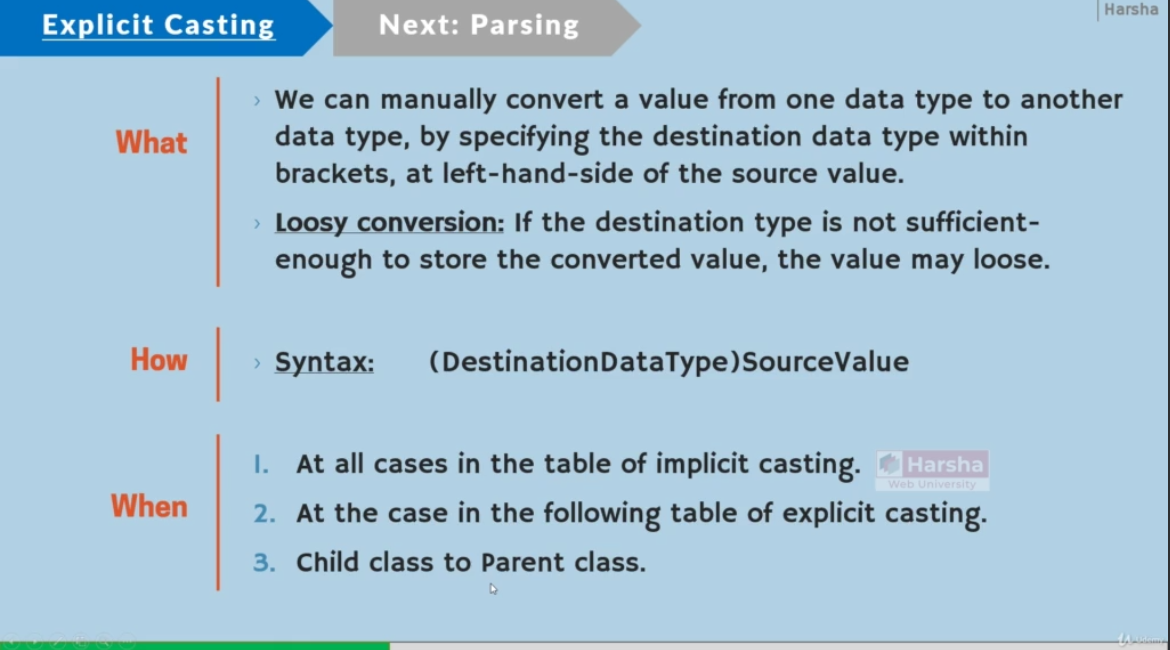 Explicit Casting
Next: Parsing
Harsha
What
› We can manually convert a value from one data type to another
data type, by specifying the destination data type within
brackets, at left-hand-side of the source value.
› Loosy conversion: If the destination type is not sufficient-
enough to store the converted value, the value may loose.
How
› Syntax: (DestinationDataType)SourceValue
When
1. At all cases in the table of implicit casting.
Harsha
Web University
2. At the case in the following table of explicit casting.
3. Child class to Parent class.
Udemy